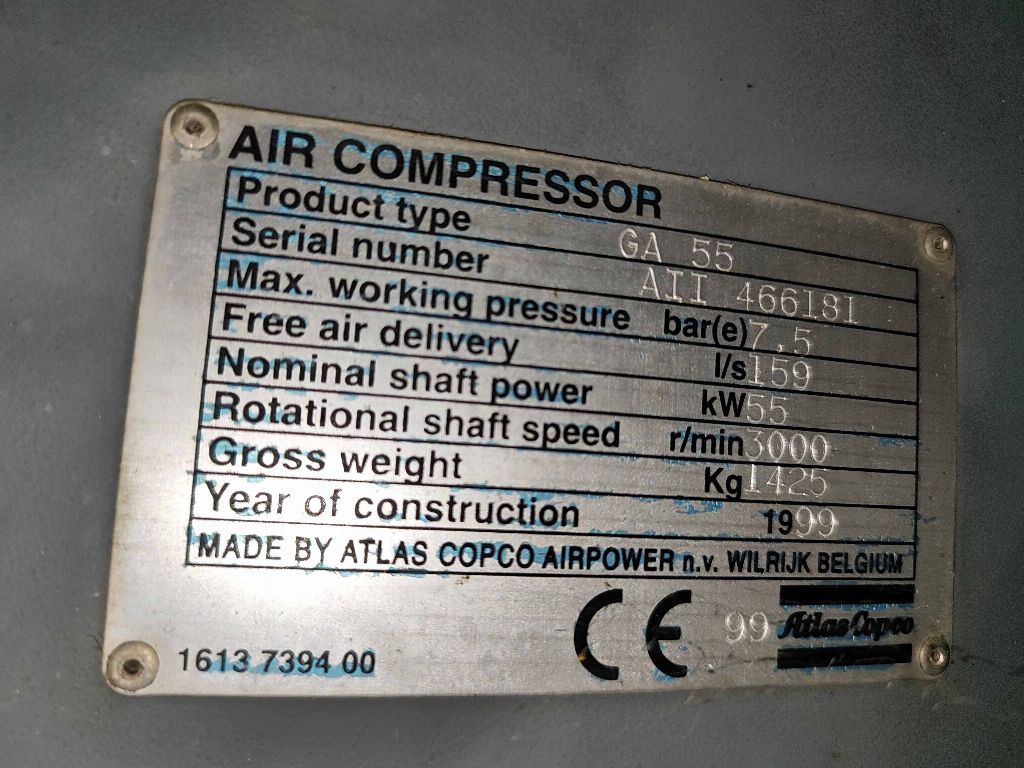 AIR COMPRESSOR
Product type GA 55
Serial number AII 466181
Max. working pressure bar(e) 7.5
Free air delivery l/s 159
Nominal shaft power kW 55
Rotational shaft speed r/min 3000
Gross weight Kg 1425
Year of construction 1999
MADE BY ATLAS COPCO AIRPOWER n.v. WILRIJK BELGIUM
1613 7394 00 CE 99 Atlas Copco